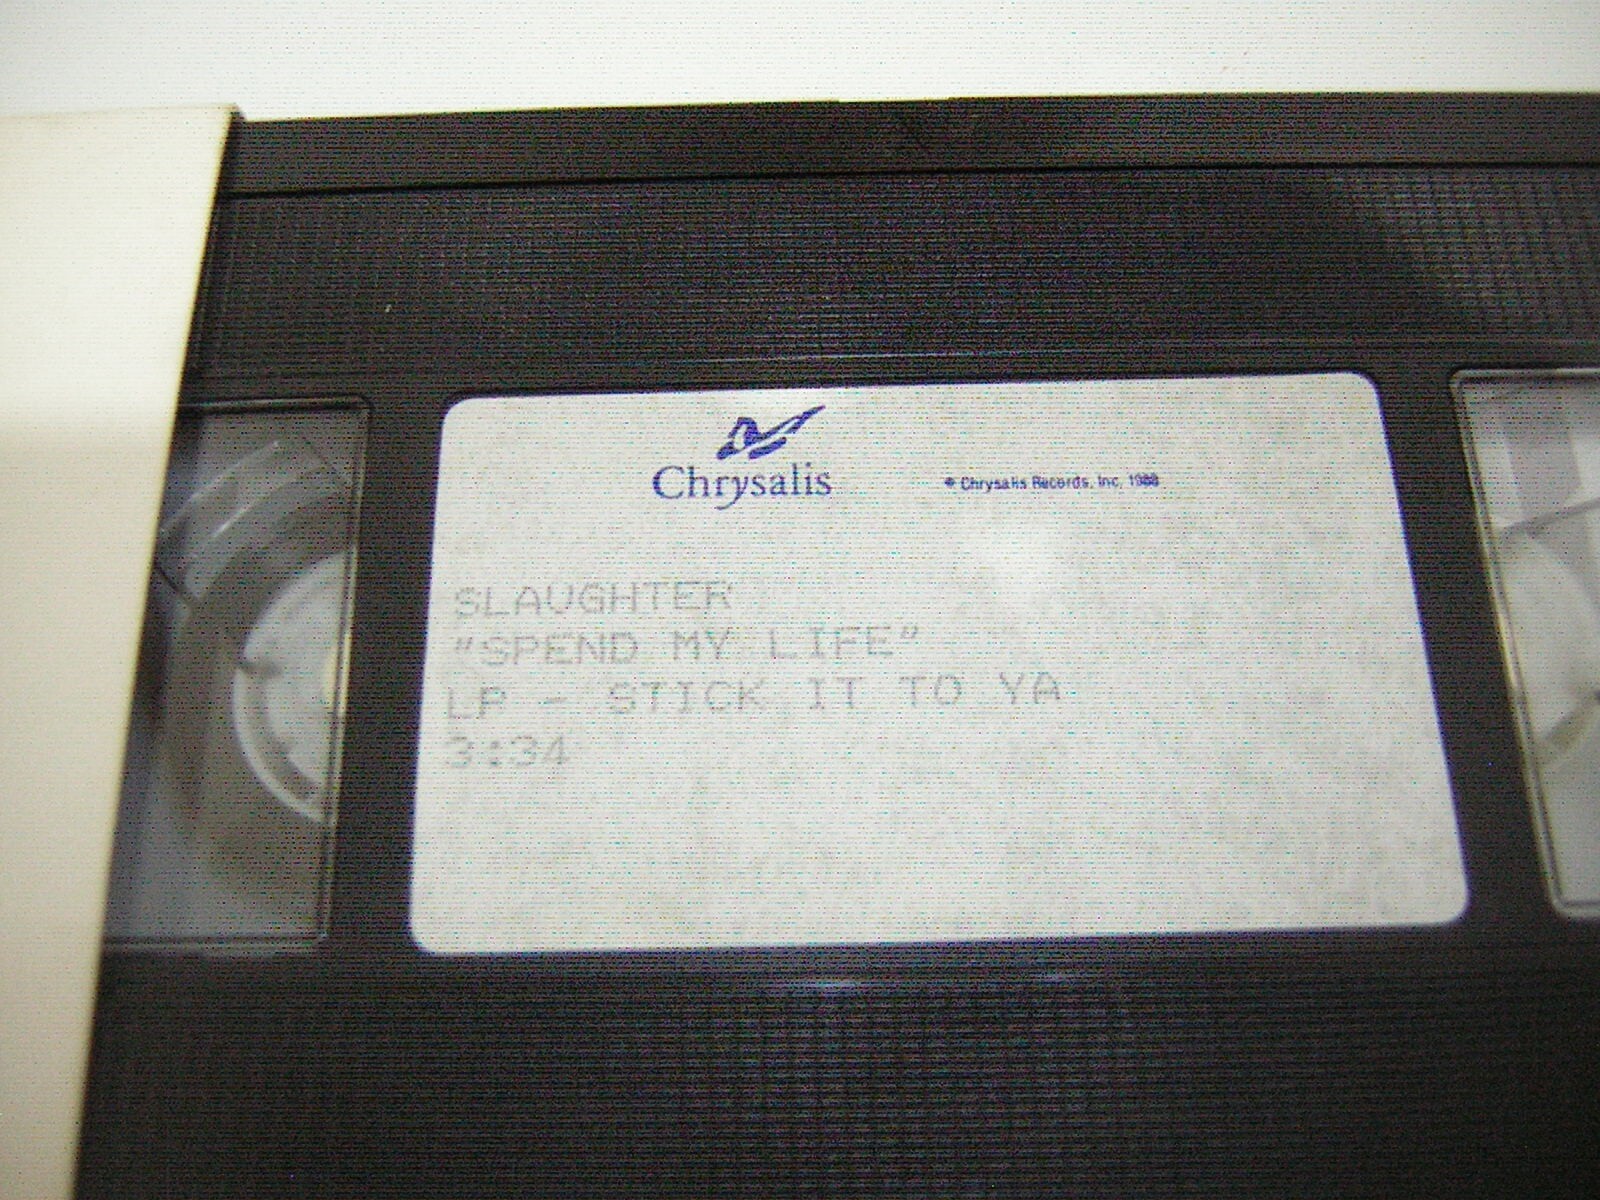 Chrysalis
℗ Chrysalis Records, Inc. 1988
SLAUGHTER
"SPEND MY LIFE"
LP - STICK IT TO YA
3:34